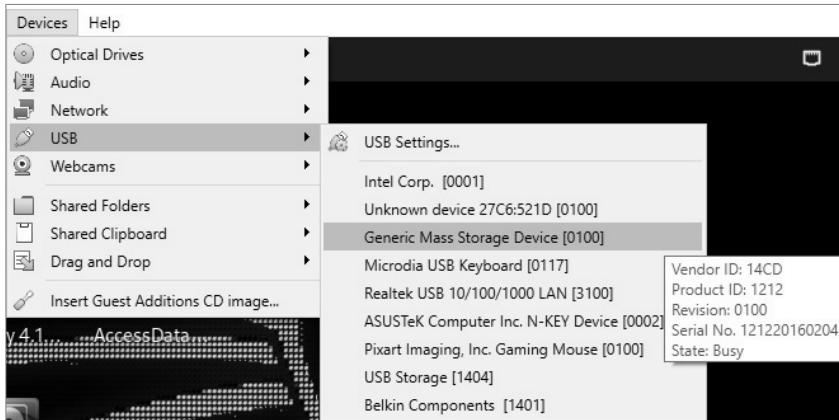 Devices Help
Optical Drives
Audio
Network
USB
Webcams
Shared Folders
Shared Clipboard
Drag and Drop
Insert Guest Additions CD image...
y 4.1 AccessData
USB Settings...
Intel Corp. [0001]
Unknown device 27C6:521D [0100]
Generic Mass Storage Device [0100]
Microdia USB Keyboard [0117]
Realtek USB 10/100/1000 LAN [3100]
ASUSTeK Computer Inc. N-KEY Device [0002]
Pixart Imaging, Inc. Gaming Mouse [0100]
USB Storage [1404]
Belkin Components [1401]
Vendor ID: 14CD
Product ID: 1212
Revision: 0100
Serial No. 121220160204
State: Busy